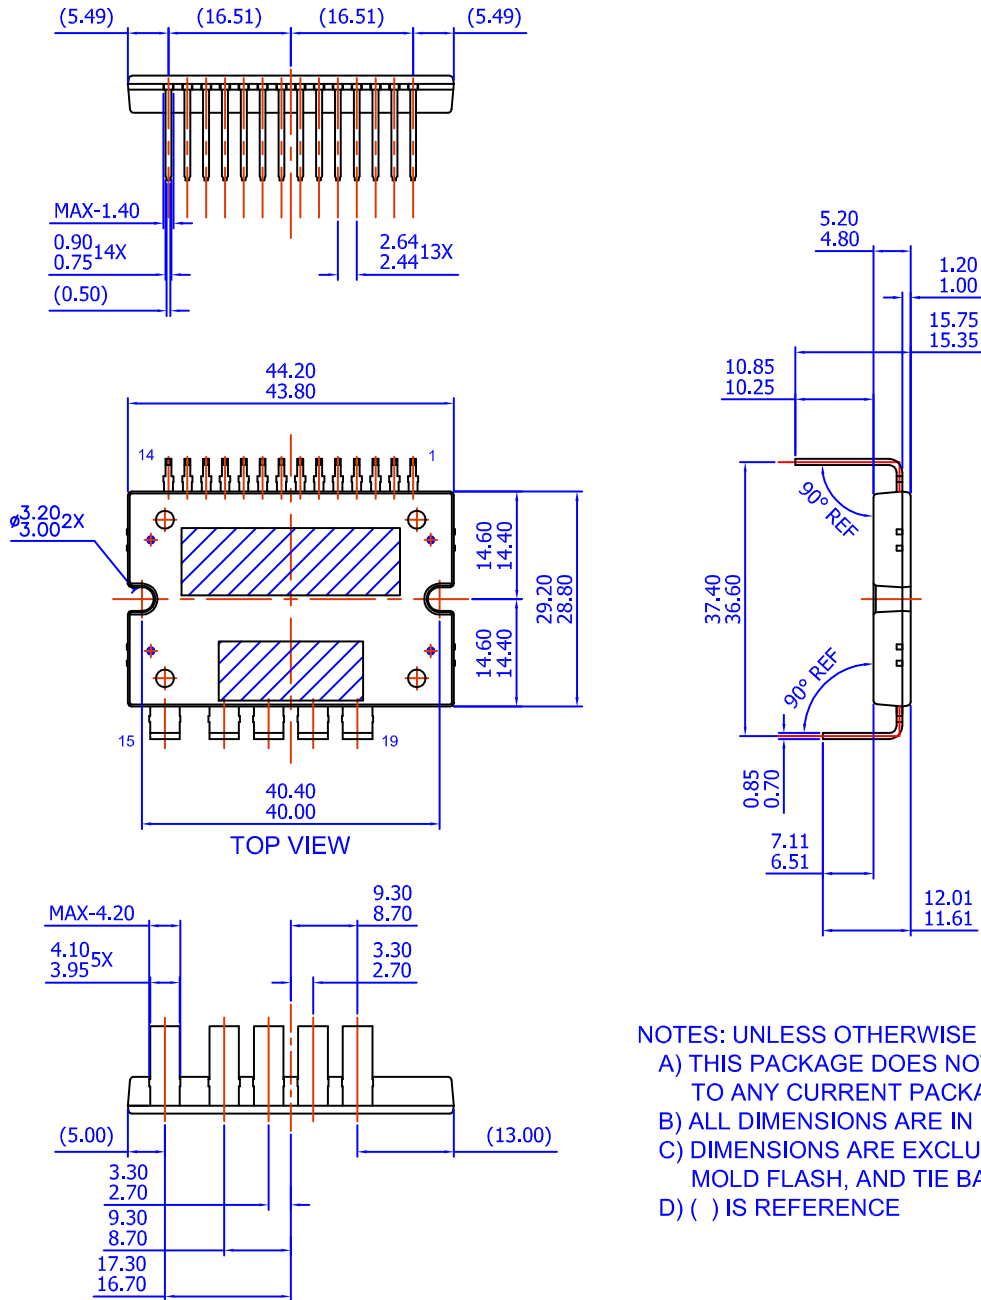 (5.49) (16.51) (16.51) (5.49)
MAX-1.40
0.90
0.75 14X
(0.50)
2.64
2.44 13X
5.20
4.80
1.20
1.00
15.75
15.35
10.85
10.25
44.20
43.80
14 1
ø3.20
3.00 2X
14.60
14.40
29.20
28.80
14.60
14.40
15 19
40.40
40.00
TOP VIEW
90° REF
37.40
36.60
90° REF
0.85
0.70
7.11
6.51
12.01
11.61
MAX-4.20
4.10
3.95 5X
9.30
8.70
3.30
2.70
(5.00) (13.00)
3.30
2.70
9.30
8.70
17.30
16.70
NOTES: UNLESS OTHERWISE
A) THIS PACKAGE DOES NO
TO ANY CURRENT PACKA
B) ALL DIMENSIONS ARE IN
C) DIMENSIONS ARE EXCLU
MOLD FLASH, AND TIE BA
D) ( ) IS REFERENCE